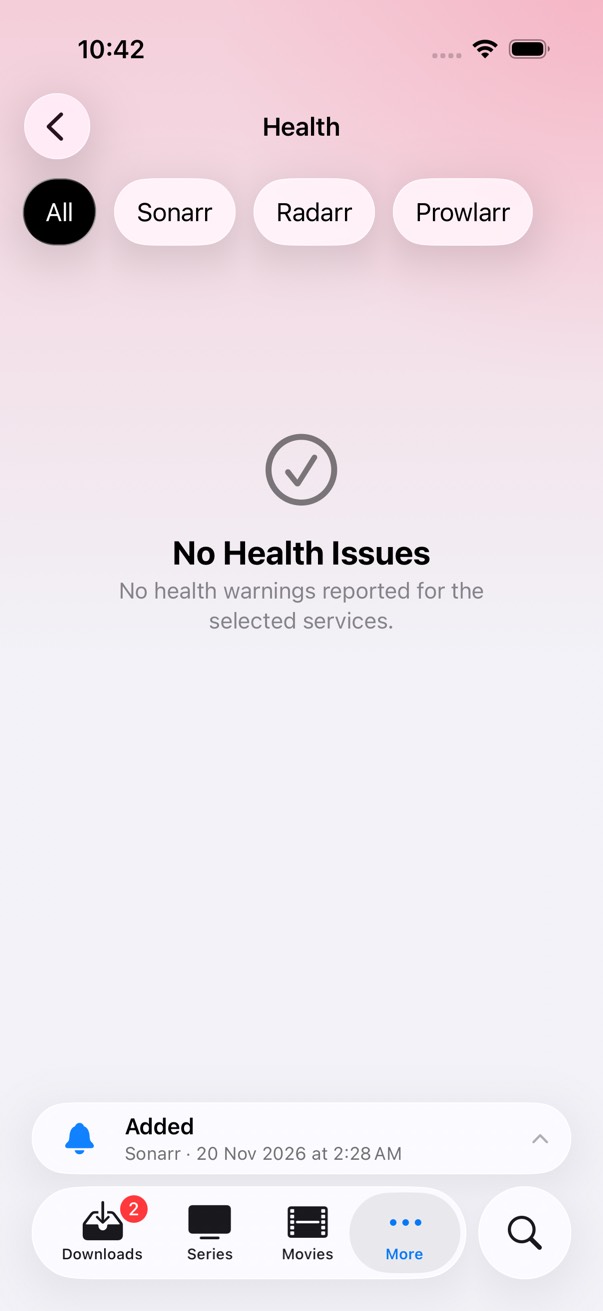 10:42
Health
All
Sonarr
Radarr
Prowlarr
No Health Issues
No health warnings reported for the
selected services.
Added
Sonarr · 20 Nov 2026 at 2:28 AM
2
Downloads
Series
Movies
More